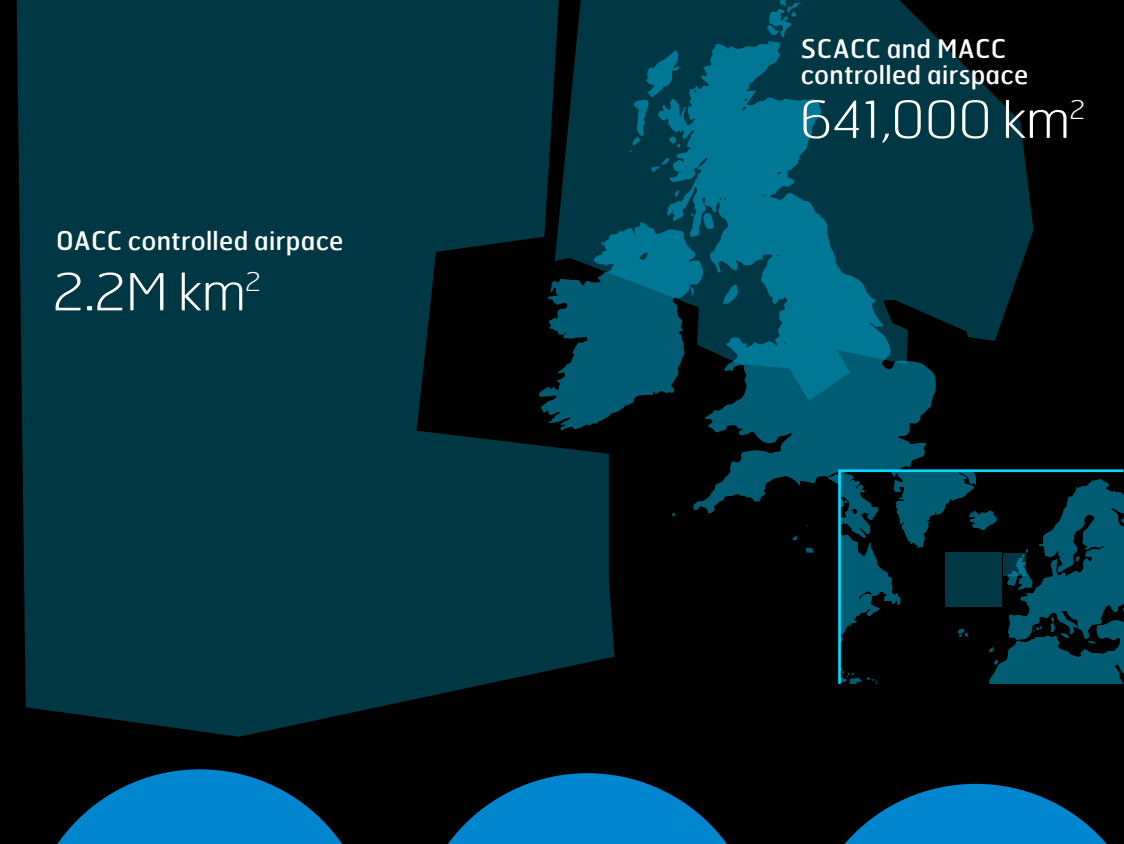 SCACC and MACC
controlled airspace
641,000 km²
OACC controlled airpace
2.2M km²